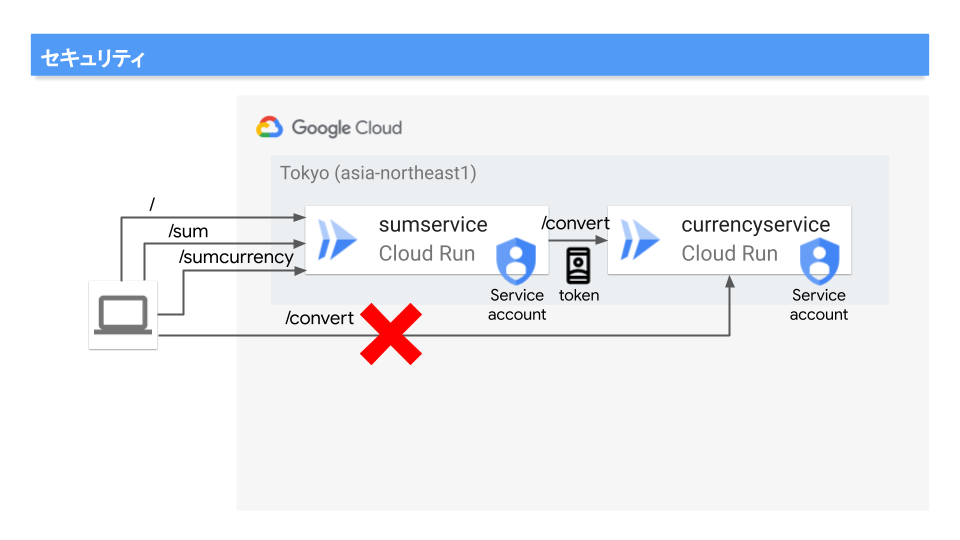 セキュリティ
Google Cloud
Tokyo (asia-northeast1)
/
/sum
/sumcurrency
sumservice
Cloud Run
Service
account
/convert
token
currencyservice
Cloud Run
Service
account
/convert